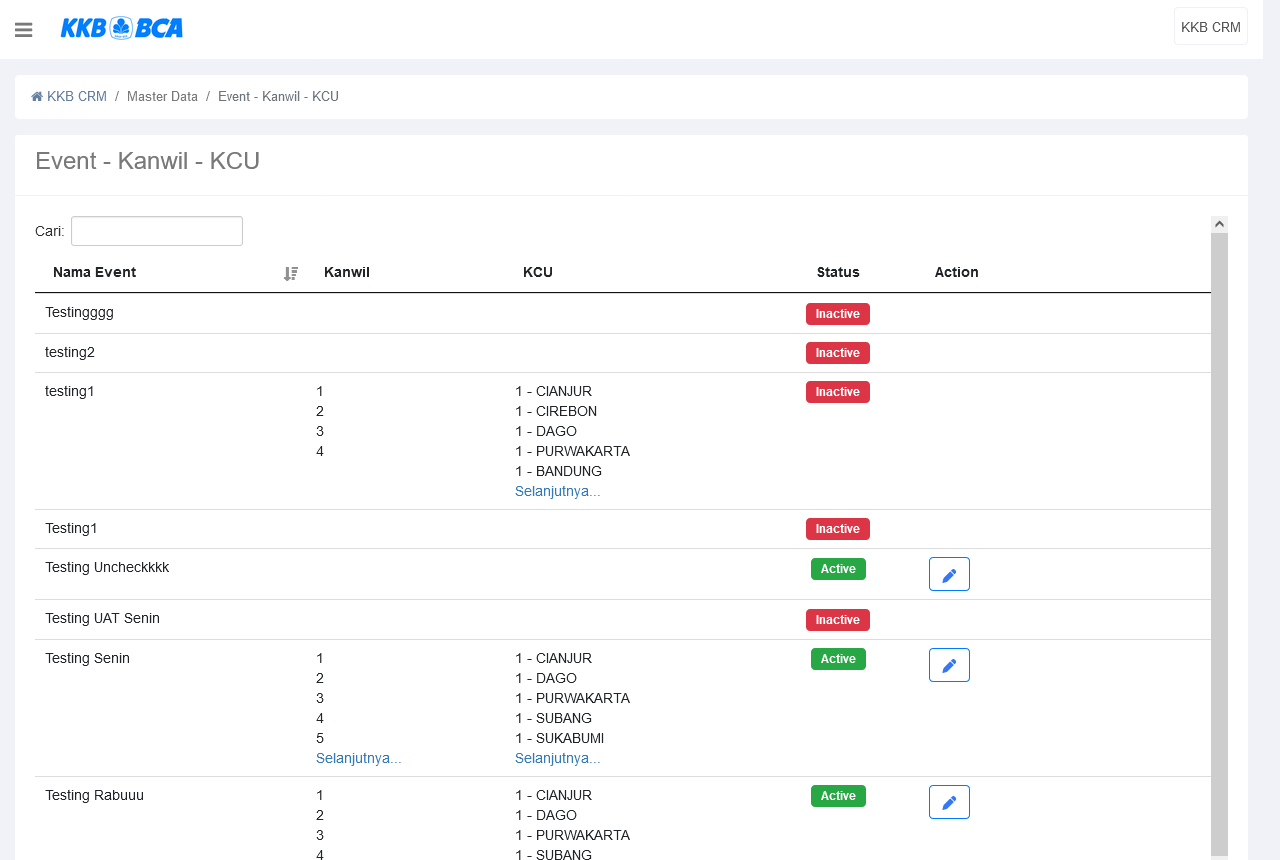 KKB BCA
KKB CRM
KKB CRM / Master Data / Event - Kanwil - KCU
Event - Kanwil - KCU
Cari:
Nama Event Kanwil KCU Status Action
Testingggg Inactive
testing2 Inactive
testing1 1 1 - CIANJUR Inactive
2 1 - CIREBON
3 1 - DAGO
4 1 - PURWAKARTA
1 - BANDUNG
Selanjutnya...
Testing1 Inactive
Testing Uncheckkkk Active
Testing UAT Senin Inactive
Testing Senin 1 1 - CIANJUR Active
2 1 - DAGO
3 1 - PURWAKARTA
4 1 - SUBANG
5 1 - SUKABUMI
Selanjutnya... Selanjutnya...
Testing Rabuuu 1 1 - CIANJUR Active
2 1 - DAGO
3 1 - PURWAKARTA
4 1 - SUBANG